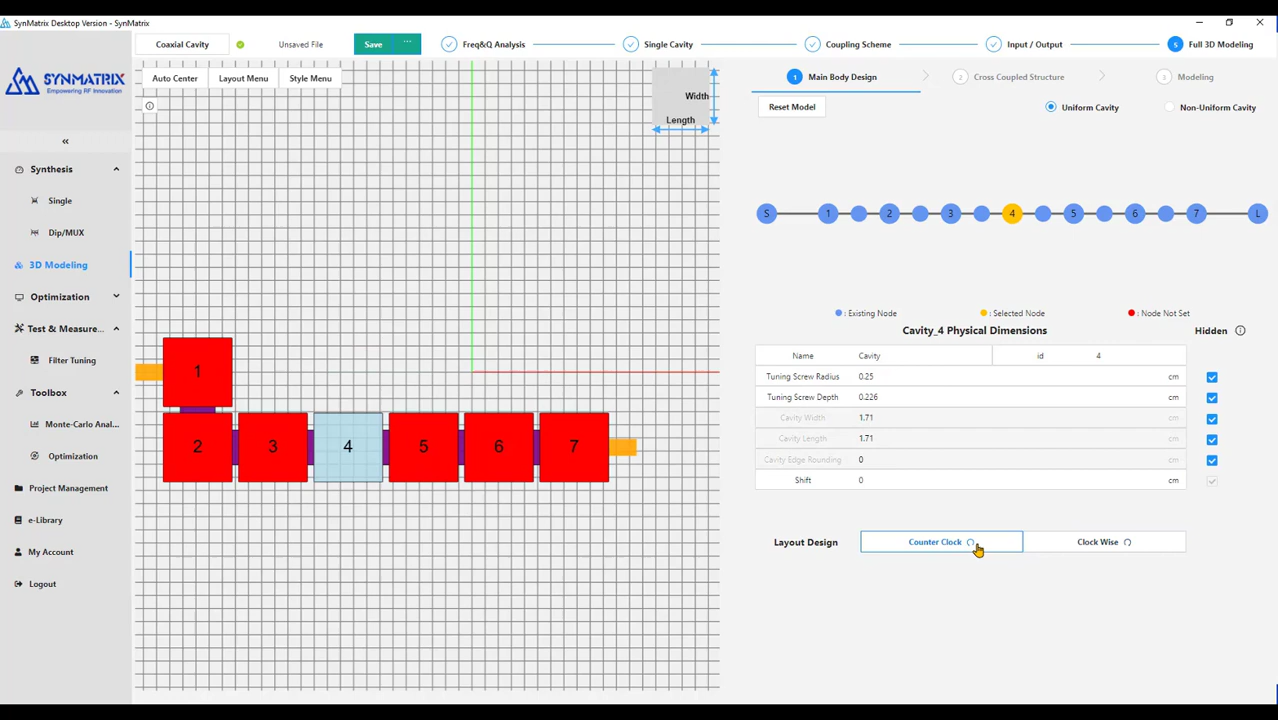 SynMatrix Desktop Version - SynMatrix
SYNMATRIX
Empowering RF Innovation
«
Synthesis
Single
Dip/MUX
3D Modeling
Optimization
Test & Measure...
Filter Tuning
Toolbox
Monte-Carlo Anal...
Optimization
Project Management
e-Library
My Account
Logout
Coaxial Cavity
Unsaved File
Save ...
Freq&Q Analysis
Single Cavity
Coupling Scheme
Input / Output
5 Full 3D Modeling
Auto Center
Layout Menu
Style Menu
Width
Length
1
2 3 4 5 6 7
1 Main Body Design
2 Cross Coupled Structure
3 Modeling
Reset Model
Uniform Cavity
Non-Uniform Cavity
S 1 2 3 4 5 6 7 L
: Existing Node
: Selected Node
: Node Not Set
Cavity_4 Physical Dimensions
Hidden
Name Cavity id 4
Tuning Screw Radius 0.25 cm
Tuning Screw Depth 0.226 cm
Cavity Width 1.71 cm
Cavity Length 1.71 cm
Cavity Edge Rounding 0 cm
Shift 0 cm
Layout Design
Counter Clock
Clock Wise